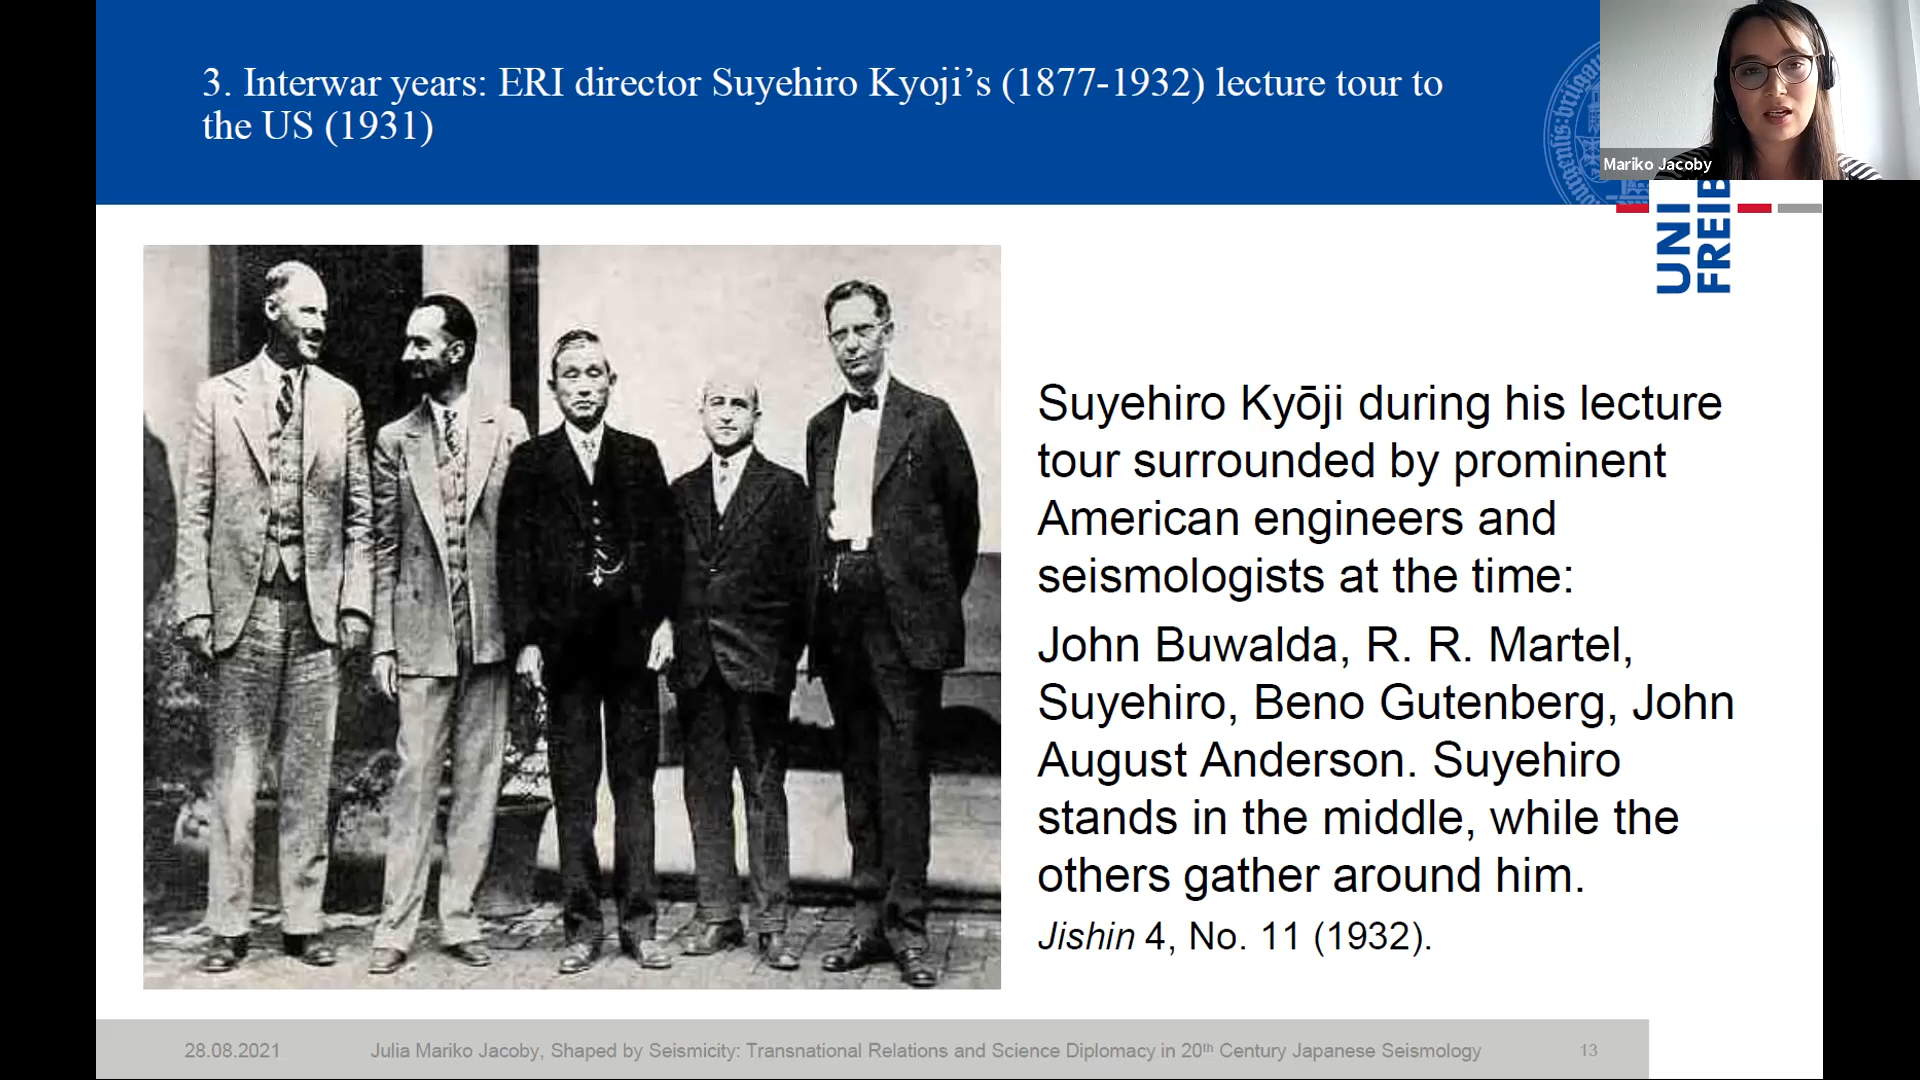 3. Interwar years: ERI director Suyehiro Kyoji’s (1877-1932) lecture tour to
the US (1931)
Mariko Jacoby
UNI
FREIB
Suyehiro Kyōji during his lecture
tour surrounded by prominent
American engineers and
seismologists at the time:
John Buwalda, R. R. Martel,
Suyehiro, Beno Gutenberg, John
August Anderson. Suyehiro
stands in the middle, while the
others gather around him.
Jishin 4, No. 11 (1932).
28.08.2021
Julia Mariko Jacoby, Shaped by Seismicity: Transnational Relations and Science Diplomacy in 20th Century Japanese Seismology
13